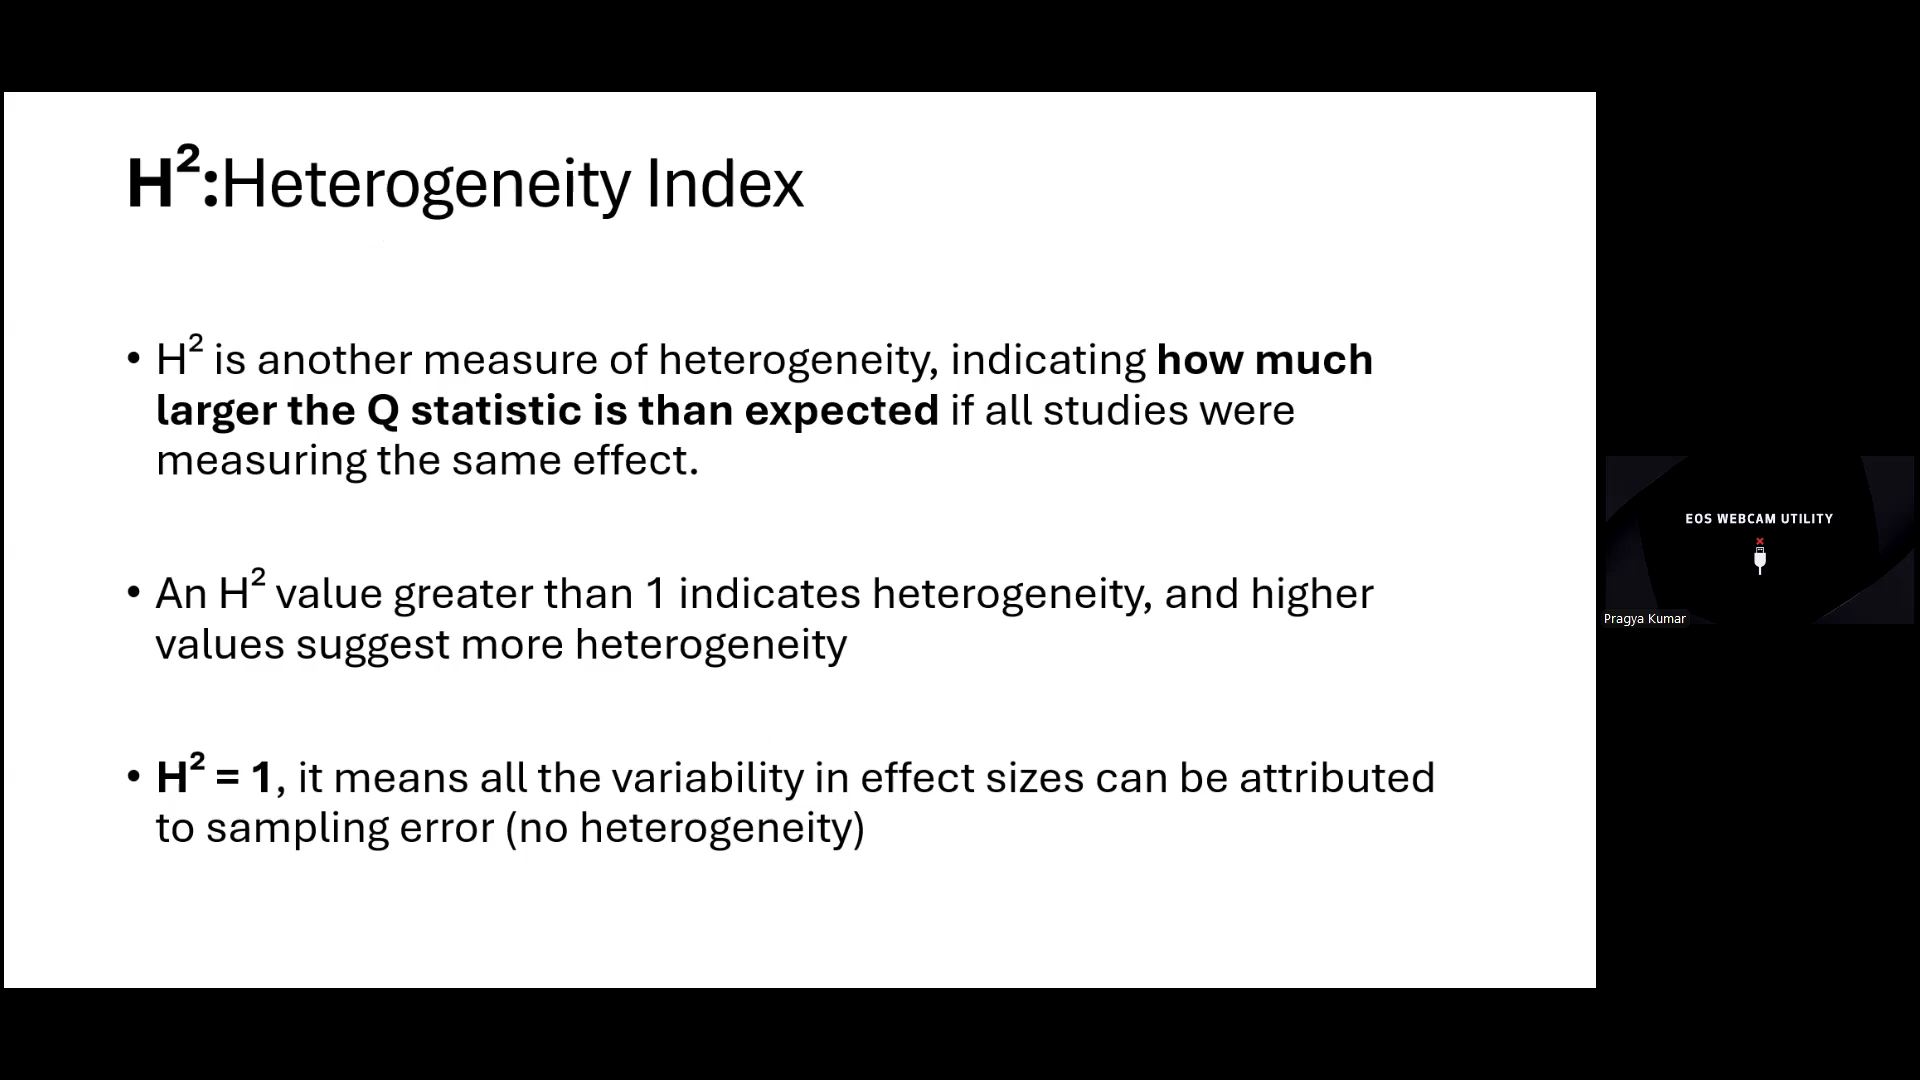 H²:Heterogeneity Index
• H² is another measure of heterogeneity, indicating how much
larger the Q statistic is than expected if all studies were
measuring the same effect.
• An H² value greater than 1 indicates heterogeneity, and higher
values suggest more heterogeneity
• H² = 1, it means all the variability in effect sizes can be attributed
to sampling error (no heterogeneity)
EOS WEBCAM UTILITY
Pragya Kumar